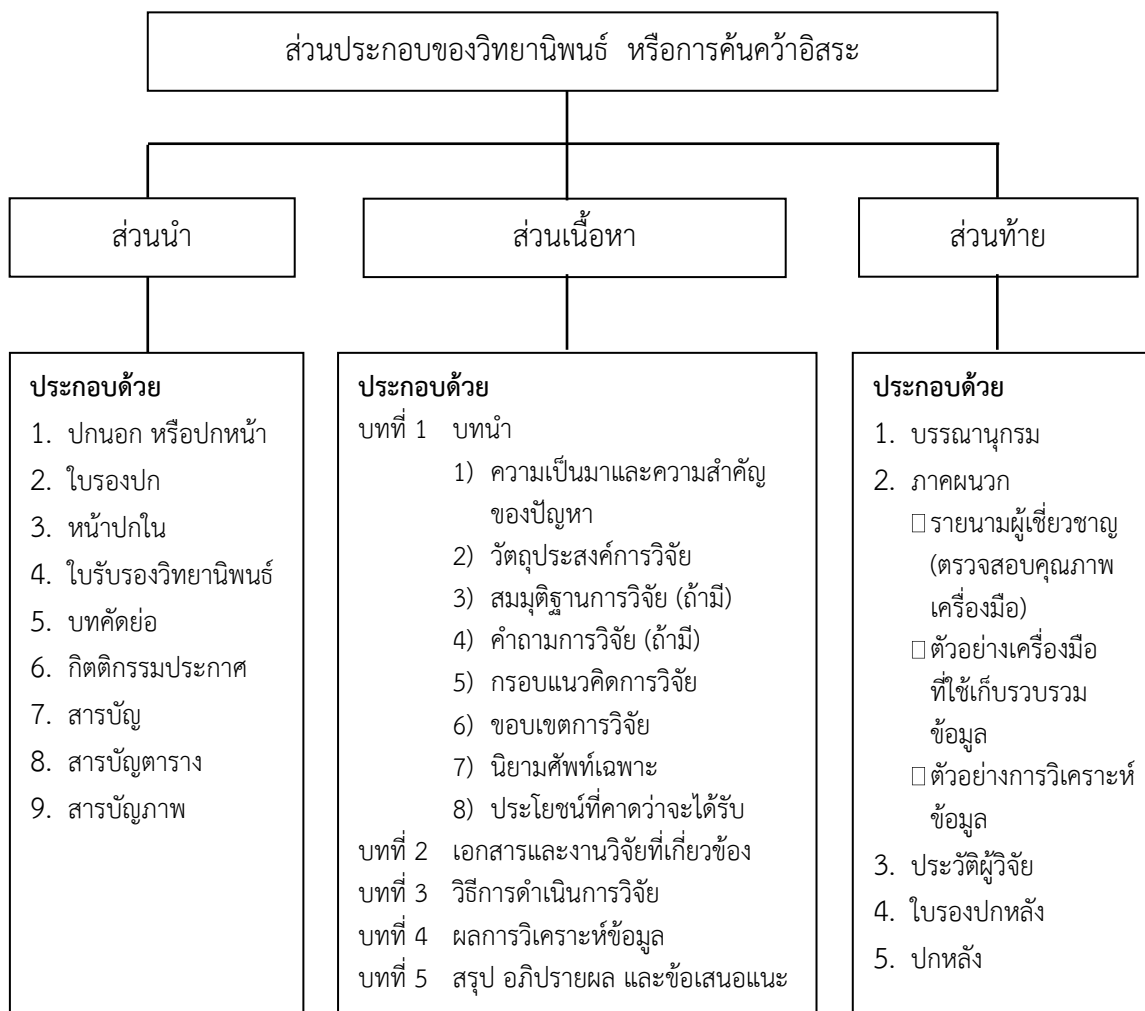 ส่วนประกอบของวิทยานิพนธ์ หรือการค้นคว้าอิสระ
ส่วนนำ
ส่วนเนื้อหา
ส่วนท้าย
ประกอบด้วย
1. ปกนอก หรือปกหน้า
2. ใบรองปก
3. หน้าปกใน
4. ใบรับรองวิทยานิพนธ์
5. บทคัดย่อ
6. กิตติกรรมประกาศ
7. สารบัญ
8. สารบัญตาราง
9. สารบัญภาพ
ประกอบด้วย
บทที่ 1 บทนำ
1) ความเป็นมาและความสำคัญ
ของปัญหา
2) วัตถุประสงค์การวิจัย
3) สมมุติฐานการวิจัย (ถ้ามี)
4) คำถามการวิจัย (ถ้ามี)
5) กรอบแนวคิดการวิจัย
6) ขอบเขตการวิจัย
7) นิยามศัพท์เฉพาะ
8) ประโยชน์ที่คาดว่าจะได้รับ
บทที่ 2 เอกสารและงานวิจัยที่เกี่ยวข้อง
บทที่ 3 วิธีการดำเนินการวิจัย
บทที่ 4 ผลการวิเคราะห์ข้อมูล
บทที่ 5 สรุป อภิปรายผล และข้อเสนอแนะ
ประกอบด้วย
1. บรรณานุกรม
2. ภาคผนวก
รายนามผู้เชี่ยวชาญ
(ตรวจสอบคุณภาพ
เครื่องมือ)
ตัวอย่างเครื่องมือ
ที่ใช้เก็บรวบรวม
ข้อมูล
ตัวอย่างการวิเคราะห์
ข้อมูล
3. ประวัติผู้วิจัย
4. ใบรองปกหลัง
5. ปกหลัง